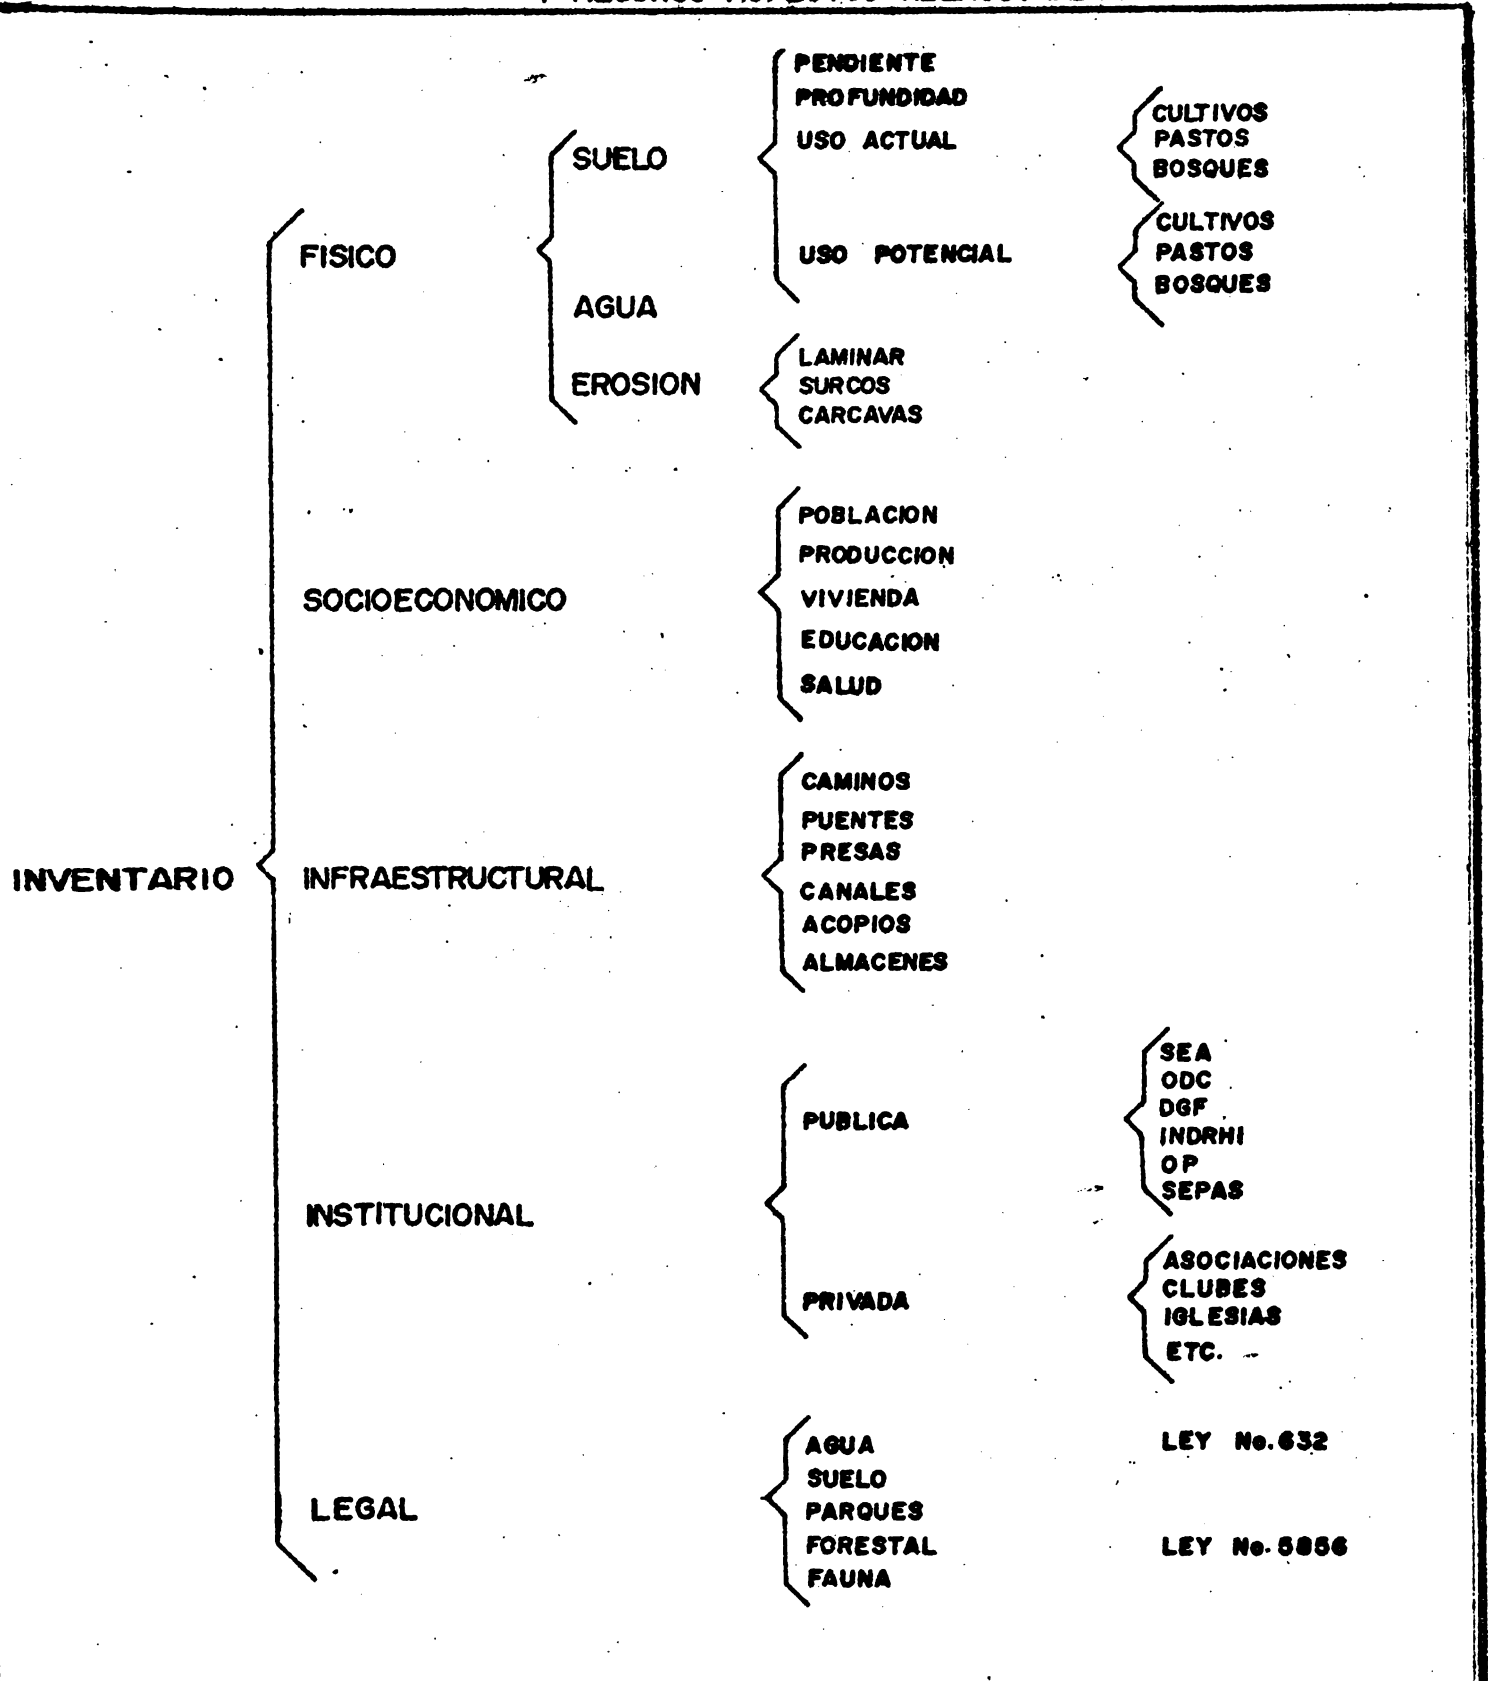 INVENTARIO
FISICO
SUELO
PENDIENTE
PROFUNDIDAD
USO ACTUAL
CULTIVOS
PASTOS
BOSQUES
USO POTENCIAL
CULTIVOS
PASTOS
BOSQUES
AGUA
EROSION
LAMINAR
SURCOS
CARCAVAS
SOCIOECONOMICO
POBLACION
PRODUCCION
VIVIENDA
EDUCACION
SALUD
INFRAESTRUCTURAL
CAMINOS
PUENTES
PRESAS
CANALES
ACOPIOS
ALMACENES
INSTITUCIONAL
PUBLICA
SEA
ODC
DGF
INDRHI
OP
SEPAS
PRIVADA
ASOCIACIONES
CLUBES
IGLESIAS
ETC.
LEGAL
AGUA LEY No. 632
SUELO
PARQUES
FORESTAL LEY No. 5856
FAUNA